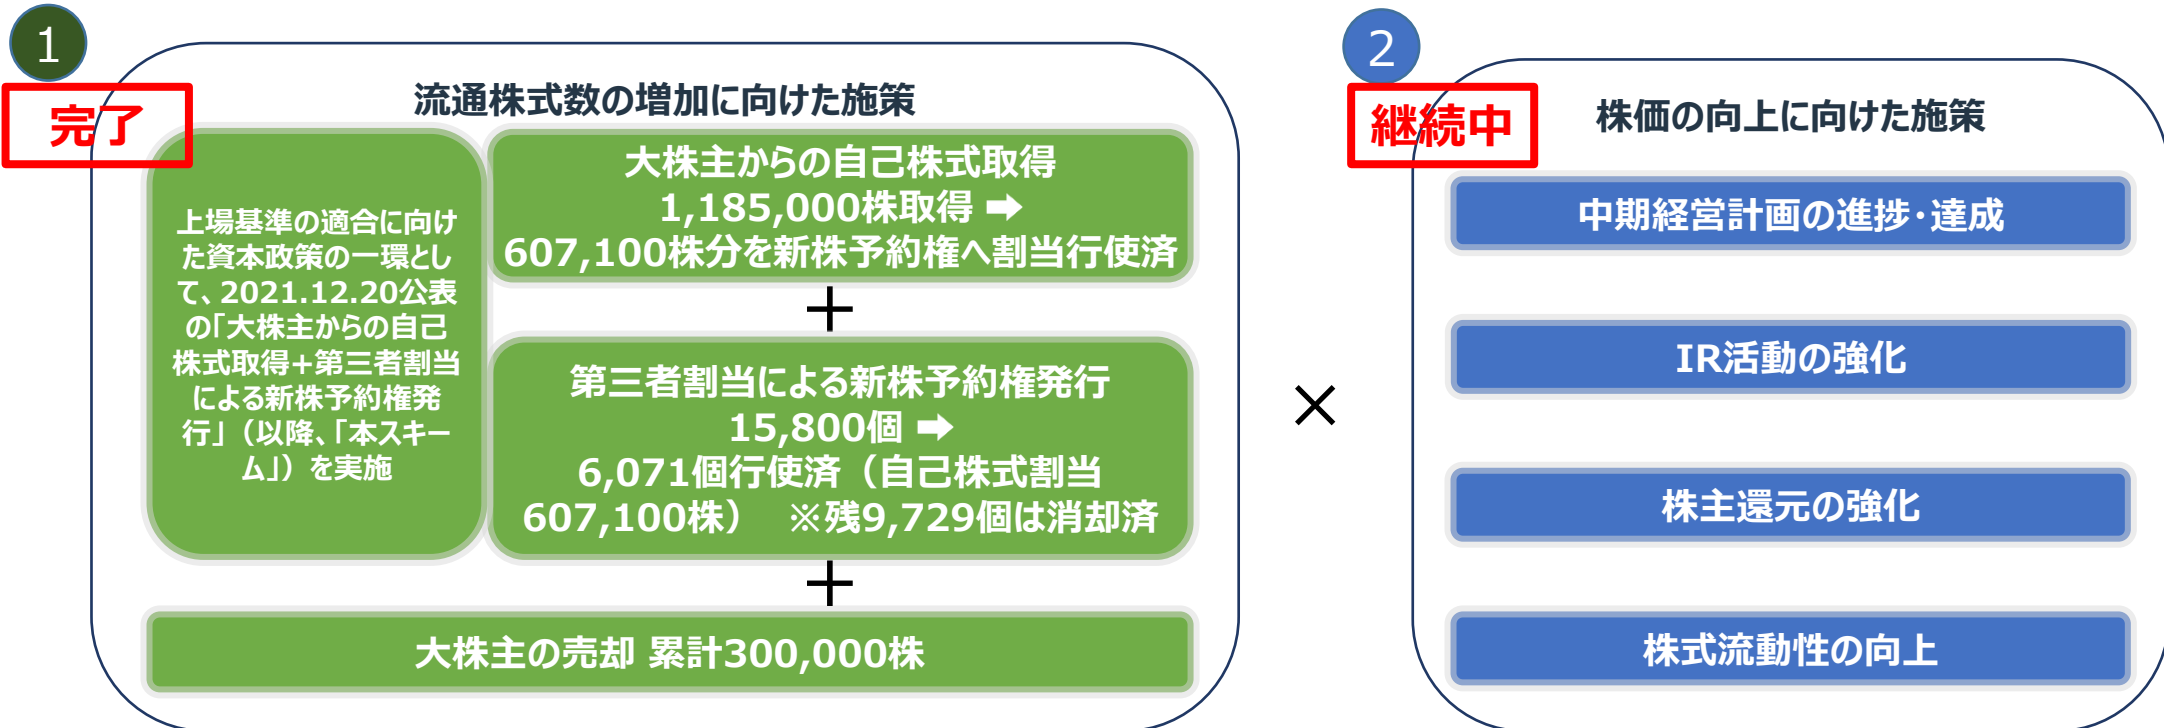 1
完了
流通株式数の増加に向けた施策
上場基準の適合に向け
た資本政策の一環とし
て、2021.12.20公表
の「大株主からの自己
株式取得+第三者割当
による新株予約権発
行」（以降、「本スキー
ム」）を実施
大株主からの自己株式取得
1,185,000株取得 ➡
607,100株分を新株予約権へ割当行使済
＋
第三者割当による新株予約権発行
15,800個 ➡
6,071個行使済（自己株式割当
607,100株）　※残9,729個は消却済
＋
大株主の売却 累計300,000株
×
2
継続中
株価の向上に向けた施策
中期経営計画の進捗・達成
IR活動の強化
株主還元の強化
株式流動性の向上